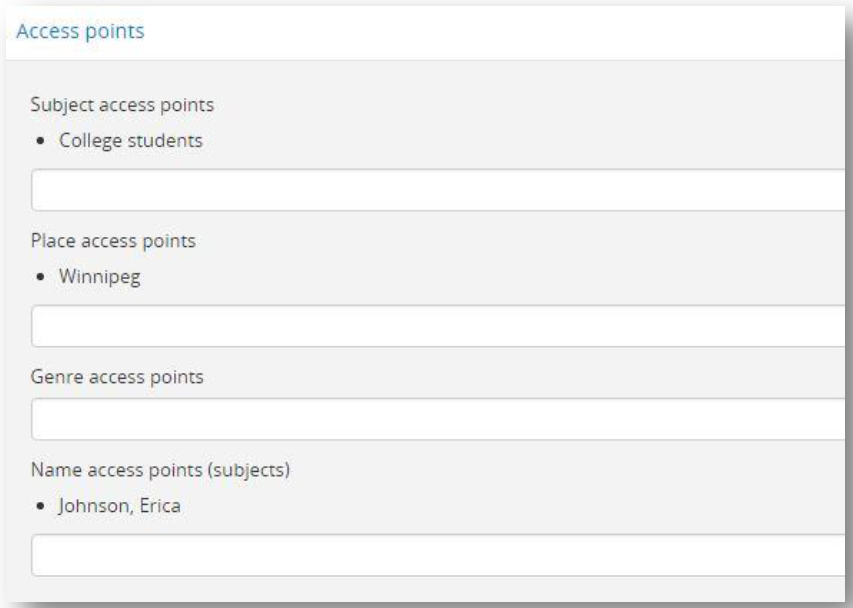 Access points
Subject access points
• College students
Place access points
• Winnipeg
Genre access points
Name access points (subjects)
• Johnson, Erica